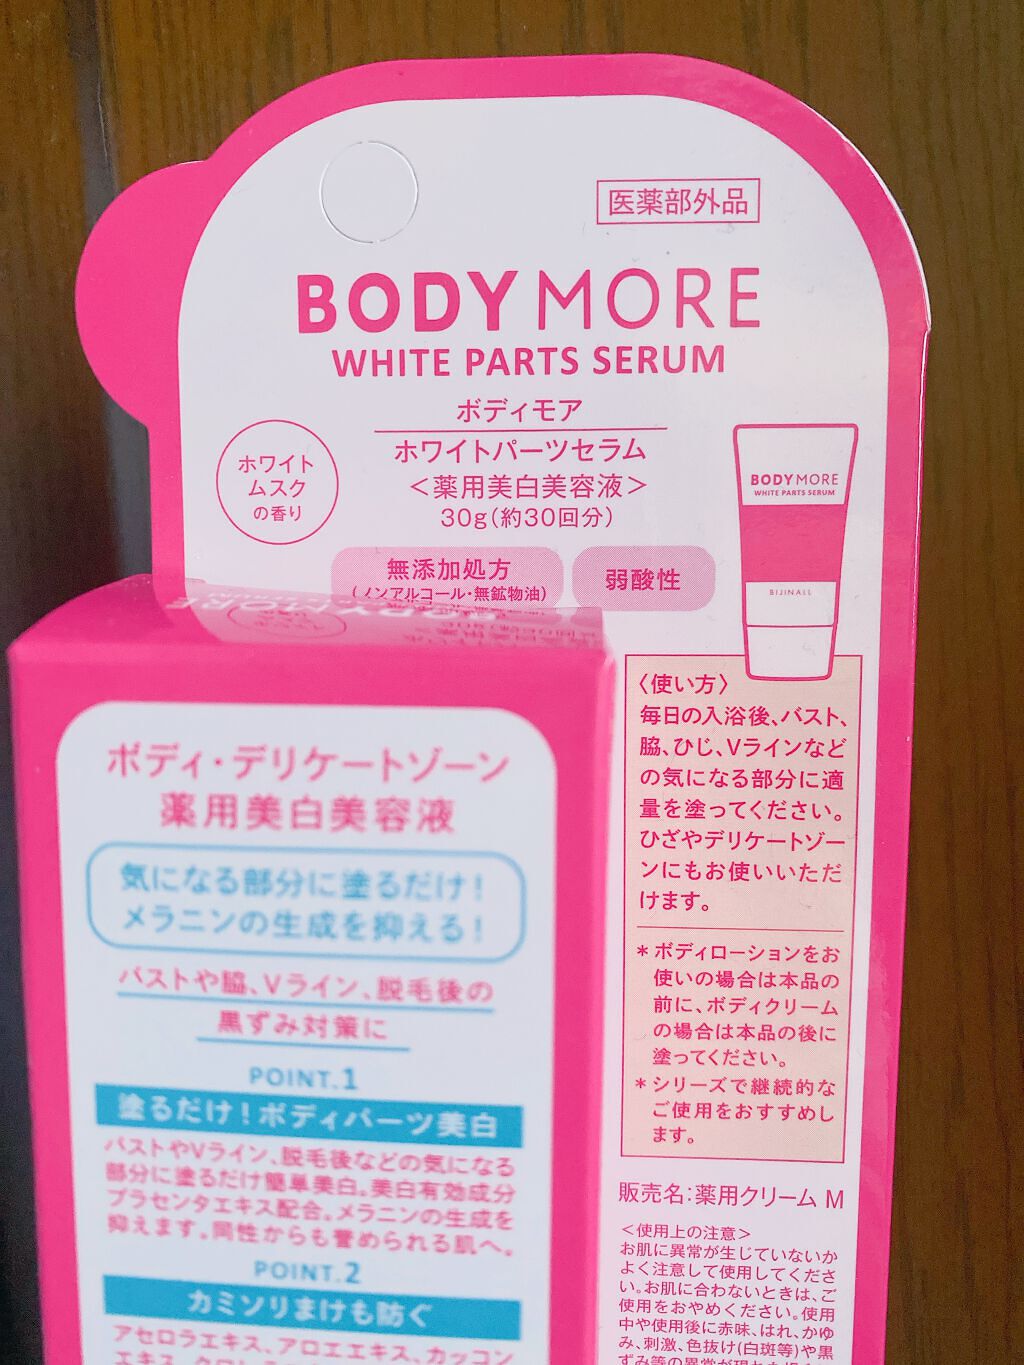 医薬部外品
BODY MORE
WHITE PARTS SERUM
ボディモア
ホワイトパーツセラム
＜薬用美白美容液＞
30g(約30回分)
ホワイト
ムスク
の香り
無添加処方
(ノンアルコール・無鉱物油)
弱酸性
BODY MORE
WHITE PARTS SERUM
BIJINALL
〈使い方〉
毎日の入浴後、バスト、
脇、ひじ、Vラインなど
の気になる部分に適
量を塗ってください。
ひざやデリケートゾー
ンにもお使いいただ
けます。
＊ボディローションをお
使いの場合は本品の
前に、ボディクリーム
の場合は本品の後に
塗ってください。
＊シリーズで継続的な
ご使用をおすすめし
ます。
販売名：薬用クリーム M
＜使用上の注意＞
お肌に異常が生じていないか
よく注意して使用してくださ
い。お肌に合わないときは、ご
使用をおやめください。使用
中や使用後に赤味、はれ、かゆ
み、刺激、色抜け(白斑等)や黒
ずみ等の異常が現れた
ボディ・デリケートゾーン
薬用美白美容液
気になる部分に塗るだけ！
メラニンの生成を抑える！
バストや脇、Vライン、脱毛後の
黒ずみ対策に
POINT.1
塗るだけ！ボディパーツ美白
バストやVライン、脱毛後などの気になる
部分に塗るだけ簡単美白。美白有効成分
プラセンタエキス配合。メラニンの生成を
抑えます。同性からも誉められる肌へ。
POINT.2
カミソリまけも防ぐ
アセロラエキス、アロエエキス、カッコン
エキス、クロレ